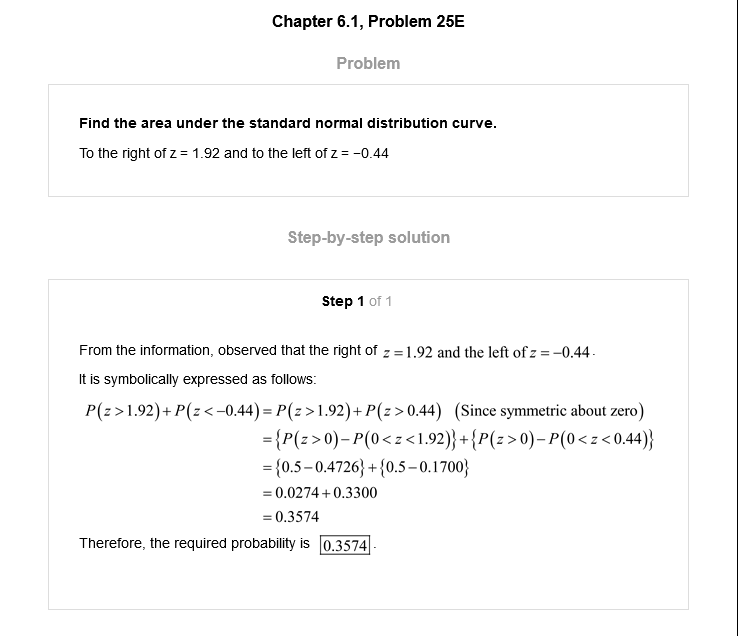 Chapter 6.1, Problem 25E
Problem
Find the area under the standard normal distribution curve.
To the right of z = 1.92 and to the left of z = −0.44
Step-by-step solution
Step 1 of 1
From the information, observed that the right of z = 1.92 and the left of z = −0.44.
It is symbolically expressed as follows:
P(z > 1.92) + P(z < −0.44) = P(z > 1.92) + P(z > 0.44) (Since symmetric about zero)
= {P(z > 0) − P(0 < z < 1.92)} + {P(z > 0) − P(0 < z < 0.44)}
= {0.5 − 0.4726} + {0.5 − 0.1700}
= 0.0274 + 0.3300
= 0.3574
Therefore, the required probability is 0.3574.